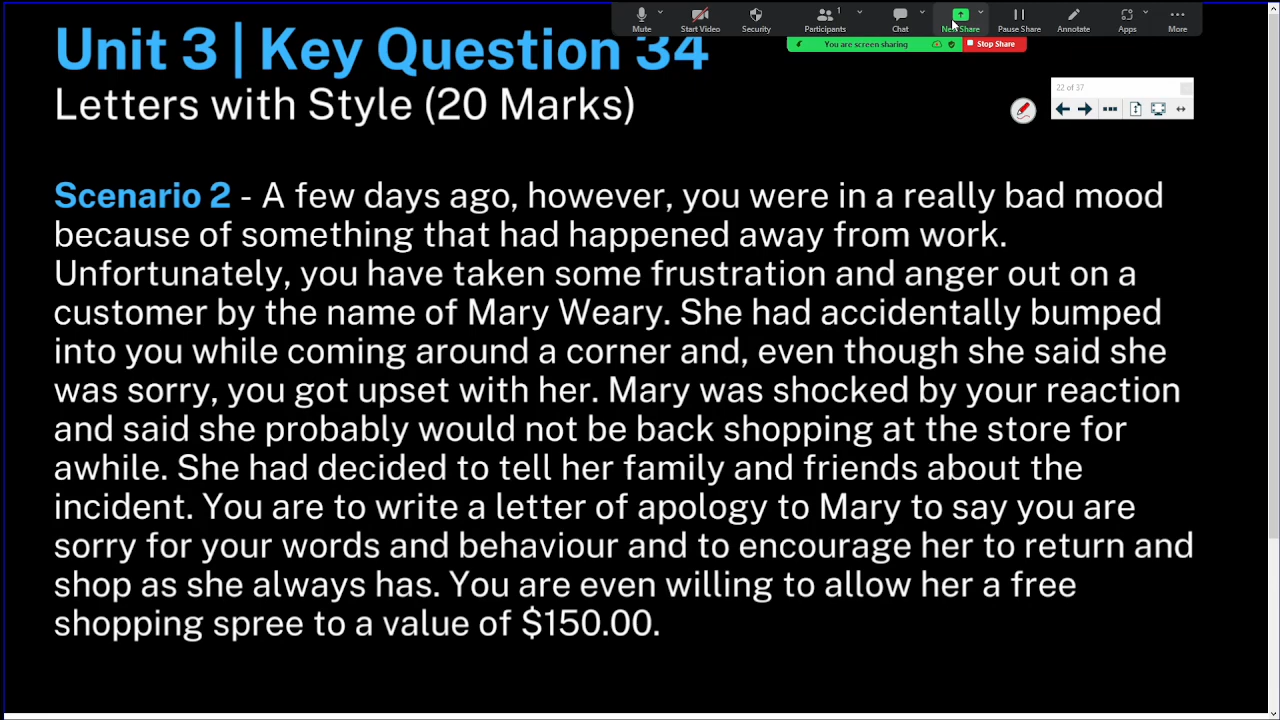 Mute
Start Video
Security
Participants
1
Chat
New Share
Pause Share
Annotate
Apps
More
You are screen sharing
Stop Share
Unit 3 | Key Question 34
Letters with Style (20 Marks)
22 of 37
Scenario 2 - A few days ago, however, you were in a really bad mood
because of something that had happened away from work.
Unfortunately, you have taken some frustration and anger out on a
customer by the name of Mary Weary. She had accidentally bumped
into you while coming around a corner and, even though she said she
was sorry, you got upset with her. Mary was shocked by your reaction
and said she probably would not be back shopping at the store for
awhile. She had decided to tell her family and friends about the
incident. You are to write a letter of apology to Mary to say you are
sorry for your words and behaviour and to encourage her to return and
shop as she always has. You are even willing to allow her a free
shopping spree to a value of $150.00.